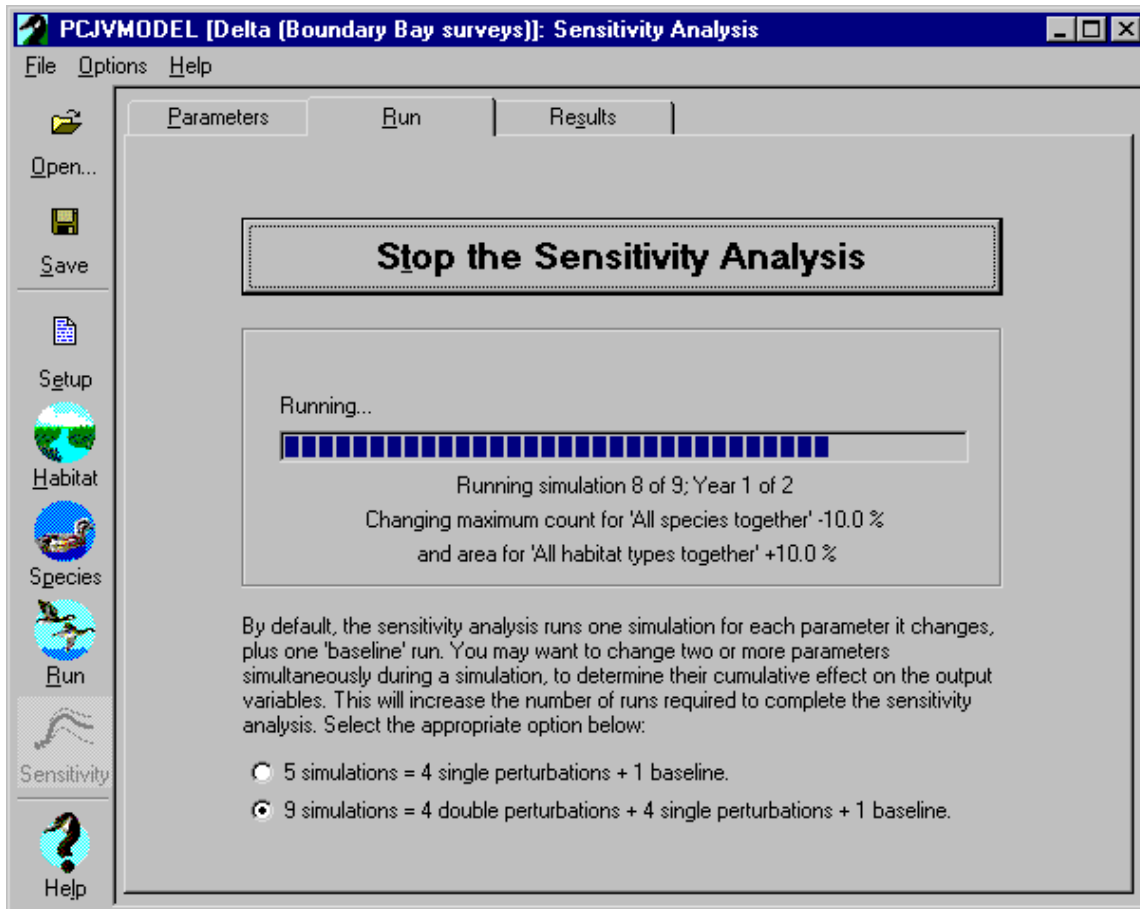 PCJVMODEL [Delta (Boundary Bay surveys)]: Sensitivity Analysis
File Options Help
Open...
Save
Setup
Habitat
Species
Run
Sensitivity
Help
Parameters
Run
Results
Stop the Sensitivity Analysis
Running...
Running simulation 8 of 9; Year 1 of 2
Changing maximum count for 'All species together' -10.0 %
and area for 'All habitat types together' +10.0 %
By default, the sensitivity analysis runs one simulation for each parameter it changes,
plus one 'baseline' run. You may want to change two or more parameters
simultaneously during a simulation, to determine their cumulative effect on the output
variables. This will increase the number of runs required to complete the sensitivity
analysis. Select the appropriate option below:
5 simulations = 4 single perturbations + 1 baseline.
9 simulations = 4 double perturbations + 4 single perturbations + 1 baseline.